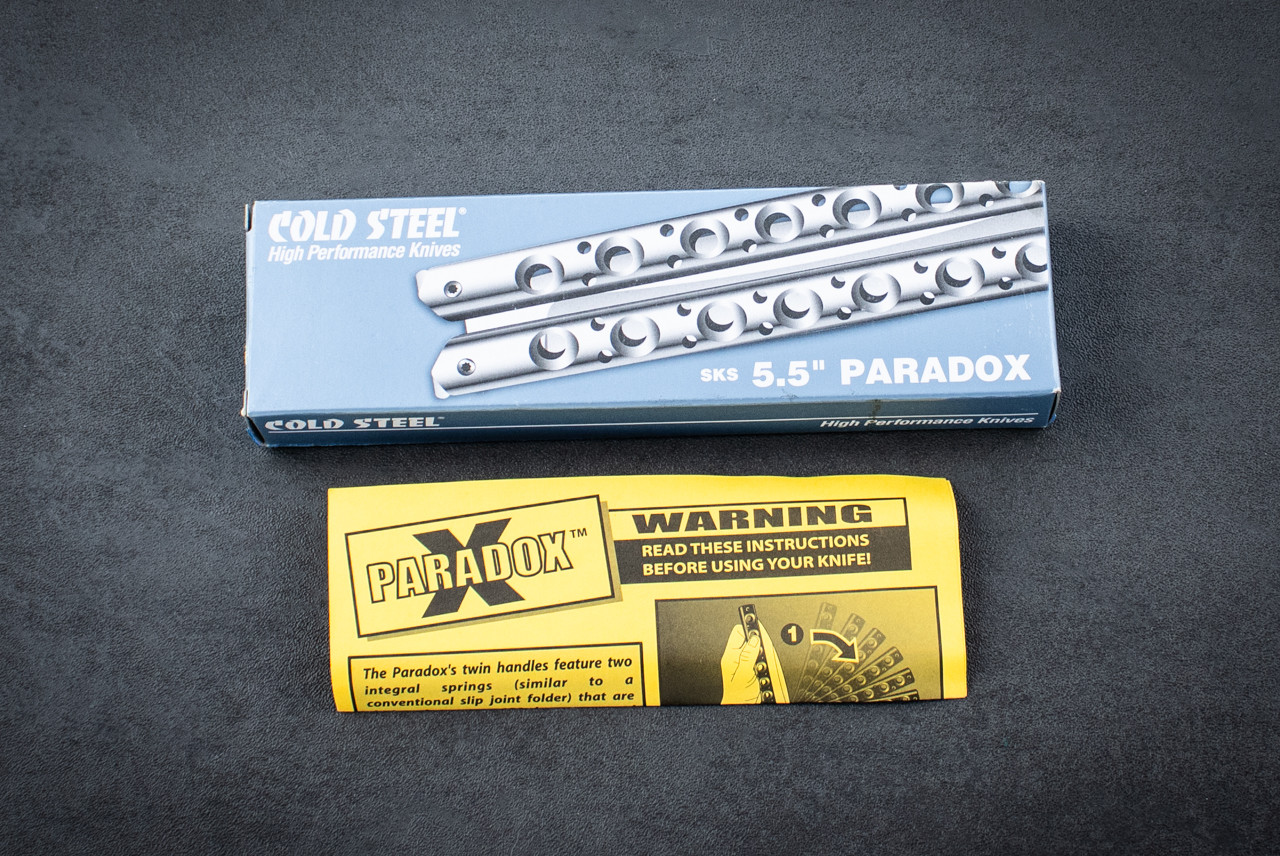 COLD STEEL®
High Performance Knives
SKS 5.5" PARADOX
COLD STEEL™
High Performance Knives
X
PARADOX™
WARNING
READ THESE INSTRUCTIONS
BEFORE USING YOUR KNIFE!
1
The Paradox's twin handles feature two
integral springs (similar to a
conventional slip joint folder) that are